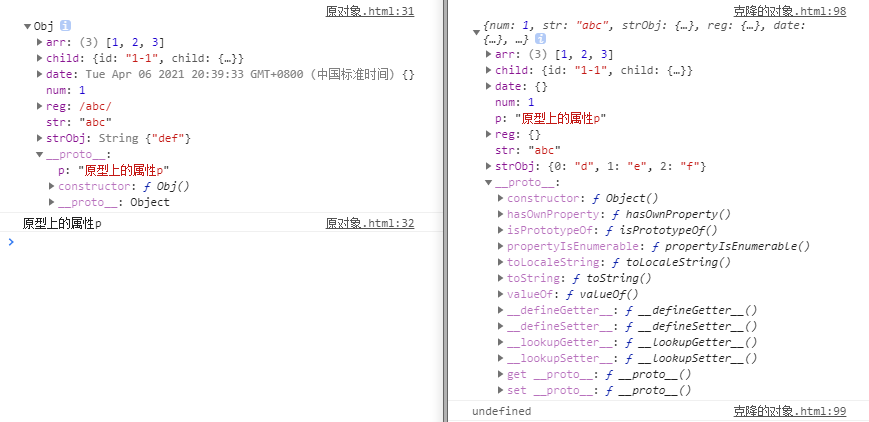 原对象.html:31
Obj i
arr: (3) [1, 2, 3]
child: {id: "1-1", child: {…}}
date: Tue Apr 06 2021 20:39:33 GMT+0800 (中国标准时间) {}
num: 1
reg: /abc/
str: "abc"
strObj: String {"def"}
__proto__:
p: "原型上的属性p"
constructor: ƒ Obj()
__proto__: Object
原型上的属性p 原对象.html:32
克隆的对象.html:98
{num: 1, str: "abc", strObj: {…}, reg: {…}, date:
{…}, …} i
arr: (3) [1, 2, 3]
child: {id: "1-1", child: {…}}
date: {}
num: 1
p: "原型上的属性p"
reg: {}
str: "abc"
strObj: {0: "d", 1: "e", 2: "f"}
__proto__:
constructor: ƒ Object()
hasOwnProperty: ƒ hasOwnProperty()
isPrototypeOf: ƒ isPrototypeOf()
propertyIsEnumerable: ƒ propertyIsEnumerable()
toLocaleString: ƒ toLocaleString()
toString: ƒ toString()
valueOf: ƒ valueOf()
__defineGetter__: ƒ __defineGetter__()
__defineSetter__: ƒ __defineSetter__()
__lookupGetter__: ƒ __lookupGetter__()
__lookupSetter__: ƒ __lookupSetter__()
get __proto__: ƒ __proto__()
set __proto__: ƒ __proto__()
undefined 克隆的对象.html:99